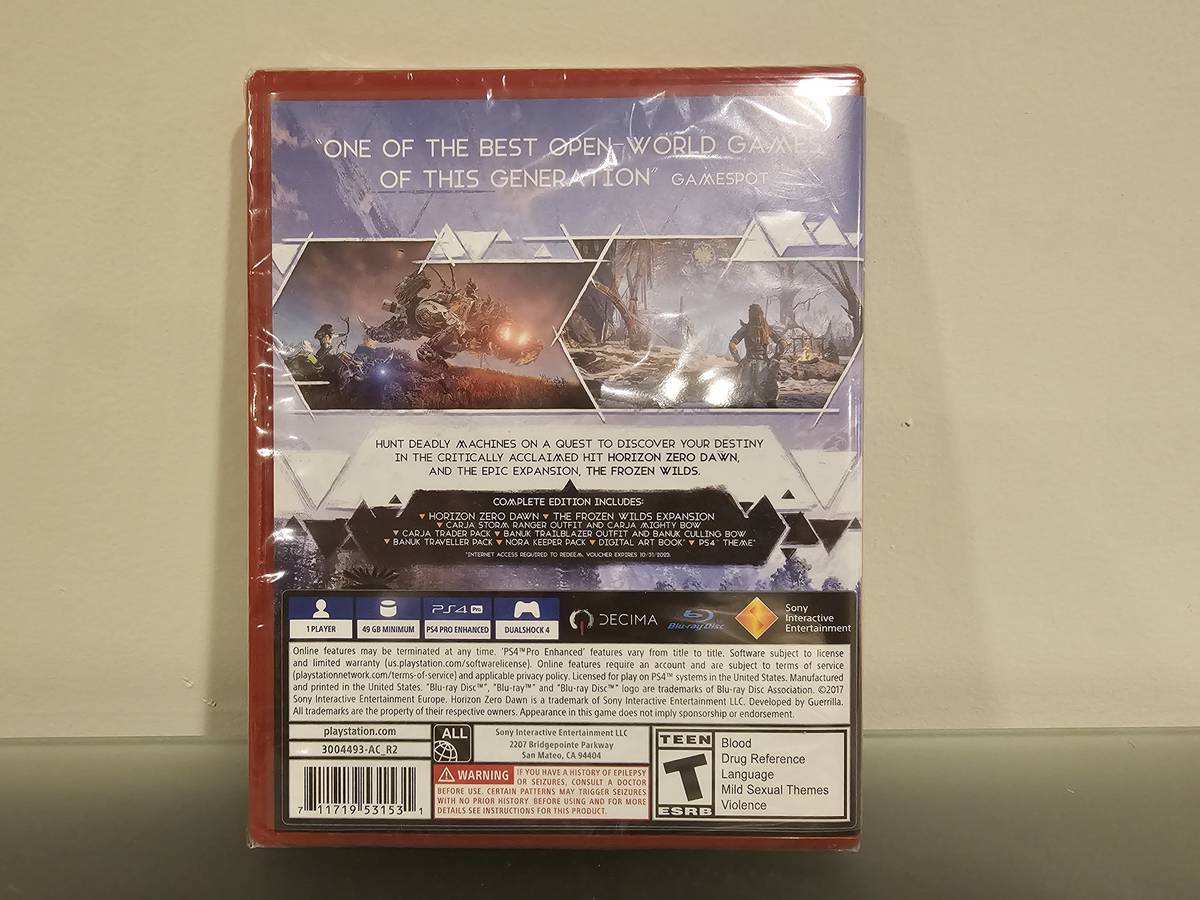 "ONE OF THE BEST OPEN-WORLD GAMES
OF THIS GENERATION" GAMESPOT
HUNT DEADLY MACHINES ON A QUEST TO DISCOVER YOUR DESTINY
IN THE CRITICALLY ACCLAIMED HIT HORIZON ZERO DAWN,
AND THE EPIC EXPANSION, THE FROZEN WILDS.
COMPLETE EDITION INCLUDES:
▼ HORIZON ZERO DAWN ▼ THE FROZEN WILDS EXPANSION
▼ CARJA STORM RANGER OUTFIT AND CARJA MIGHTY BOW
▼ CARJA TRADER PACK ▼ BANUK TRAILBLAZER OUTFIT AND BANUK CULLING BOW
▼ BANUK TRAVELLER PACK ▼ NORA KEEPER PACK ▼ DIGITAL ART BOOK* ▼ PS4™ THEME*
*INTERNET ACCESS REQUIRED TO REDEEM. VOUCHER EXPIRES 10/31/2023.
PS4 Pro
1 PLAYER
49 GB MINIMUM
PS4 PRO ENHANCED
DUALSHOCK 4
DECIMA
Blu-ray Disc
Sony
Interactive
Entertainment
Online features may be terminated at any time. 'PS4™Pro Enhanced' features vary from title to title. Software subject to license
and limited warranty (us.playstation.com/softwarelicense). Online features require an account and are subject to terms of service
(playstationnetwork.com/terms-of-service) and applicable privacy policy. Licensed for play on PS4™ systems in the United States. Manufactured
and printed in the United States. "Blu-ray Disc™", "Blu-ray™" and "Blu-ray Disc™" logo are trademarks of Blu-ray Disc Association. ©2017
Sony Interactive Entertainment Europe. Horizon Zero Dawn is a trademark of Sony Interactive Entertainment LLC. Developed by Guerrilla.
All trademarks are the property of their respective owners. Appearance in this game does not imply sponsorship or endorsement.
playstation.com
3004493-AC_R2
7 11719 53153 1
ALL
Sony Interactive Entertainment LLC
2207 Bridgepointe Parkway
San Mateo, CA 94404
WARNING IF YOU HAVE A HISTORY OF EPILEPSY
OR SEIZURES, CONSULT A DOCTOR
BEFORE USE. CERTAIN PATTERNS MAY TRIGGER SEIZURES
WITH NO PRIOR HISTORY. BEFORE USING AND FOR MORE
DETAILS SEE INSTRUCTIONS FOR THIS PRODUCT.
TEEN
T
ESRB
Blood
Drug Reference
Language
Mild Sexual Themes
Violence